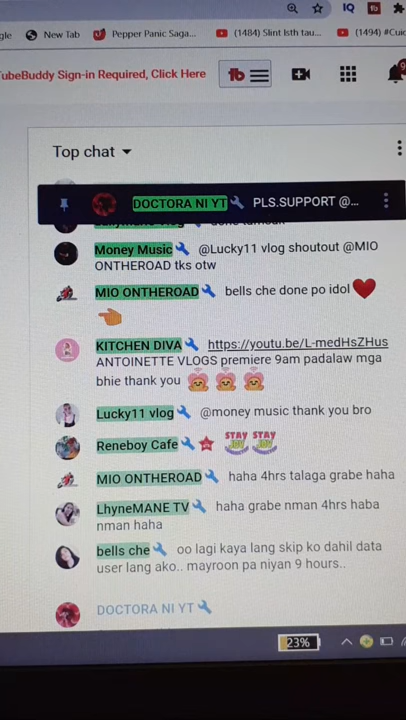 gle New Tab Pepper Panic Saga... (1484) Slint Isth tau... (1494) #Cuic
TubeBuddy Sign-in Required, Click Here
Top chat
DOCTORA NI YT PLS.SUPPORT @...
Money Music @Lucky11 vlog shoutout @MIO
ONTHEROAD tks otw
MIO ONTHEROAD bells che done po idol
KITCHEN DIVA https://youtu.be/L-medHsZHus
ANTOINETTE VLOGS premiere 9am padalaw mga
bhie thank you
Lucky11 vlog @money music thank you bro
Reneboy Cafe STAY STAY
MIO ONTHEROAD haha 4hrs talaga grabe haha
LhyneMANE TV haha grabe nman 4hrs haba
nman haha
bells che oo lagi kaya lang skip ko dahil data
user lang ako.. mayroon pa niyan 9 hours..
DOCTORA NI YT
23%